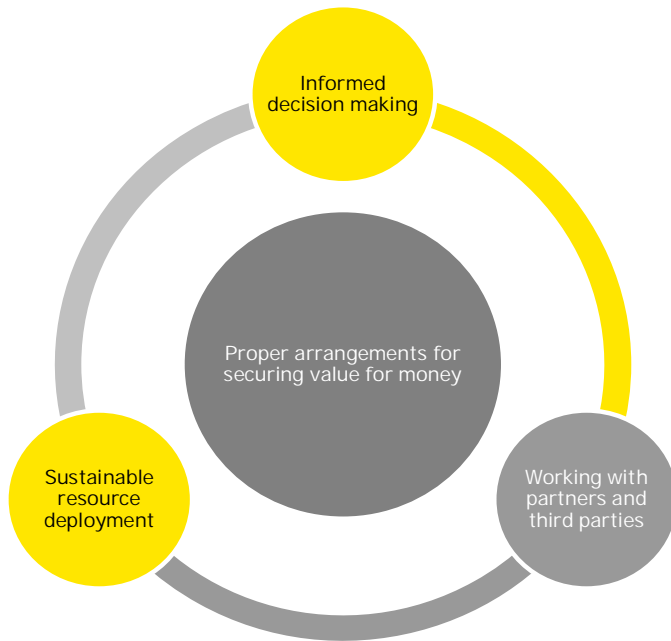 Informed
decision making
Proper arrangements for
securing value for money
Sustainable
resource
deployment
Working with
partners and
third parties